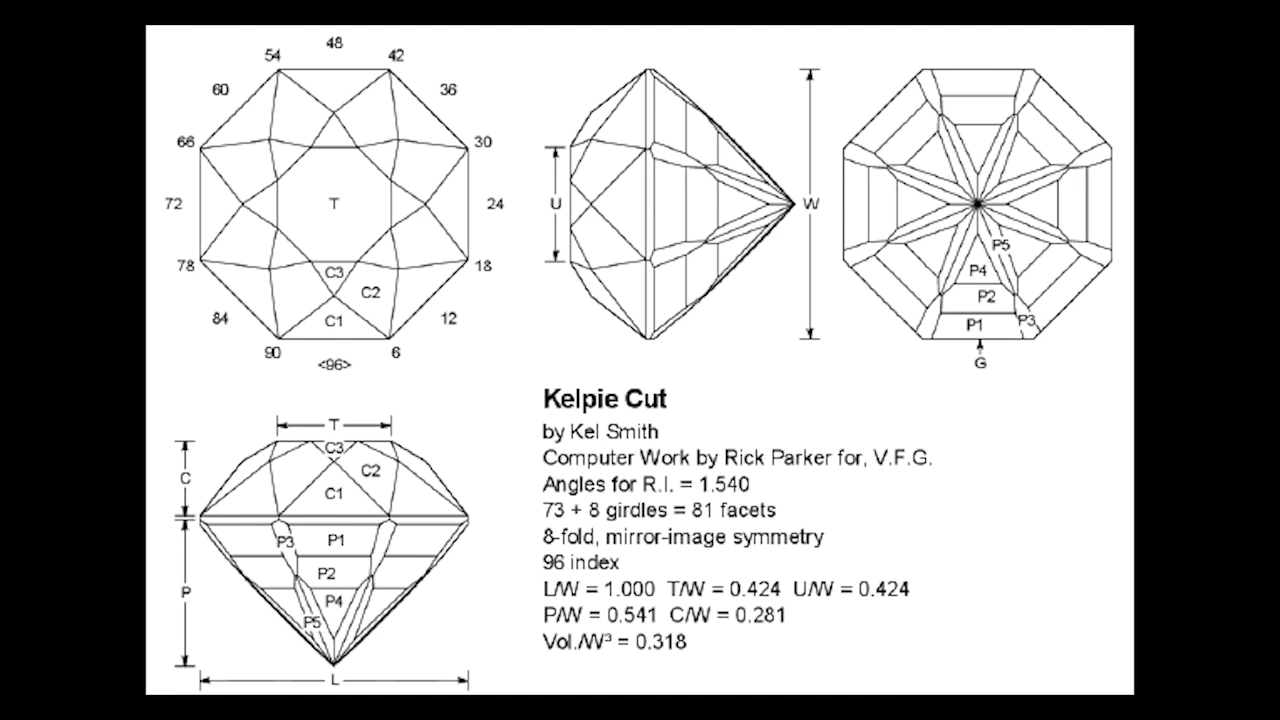 48
54 42
60 36
66 30
72 T 24
78 18
C3
C2
84 C1 12
90 6
<96>
U
W
P5
P4
P2
P1 P3
G
T
C3
C2
C
C1
P3 P1
P2
P
P4
P5
L
Kelpie Cut
by Kel Smith
Computer Work by Rick Parker for, V.F.G.
Angles for R.I. = 1.540
73 + 8 girdles = 81 facets
8-fold, mirror-image symmetry
96 index
L/W = 1.000 T/W = 0.424 U/W = 0.424
P/W = 0.541 C/W = 0.281
Vol./W³ = 0.318